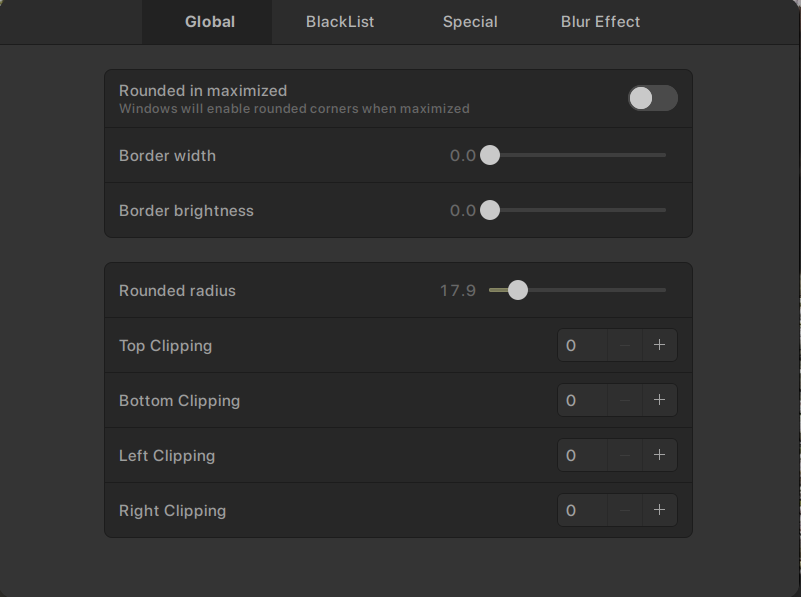 Global BlackList Special Blur Effect
Rounded in maximized
Windows will enable rounded corners when maximized
Border width 0.0
Border brightness 0.0
Rounded radius 17.9
Top Clipping 0 − +
Bottom Clipping 0 − +
Left Clipping 0 − +
Right Clipping 0 − +